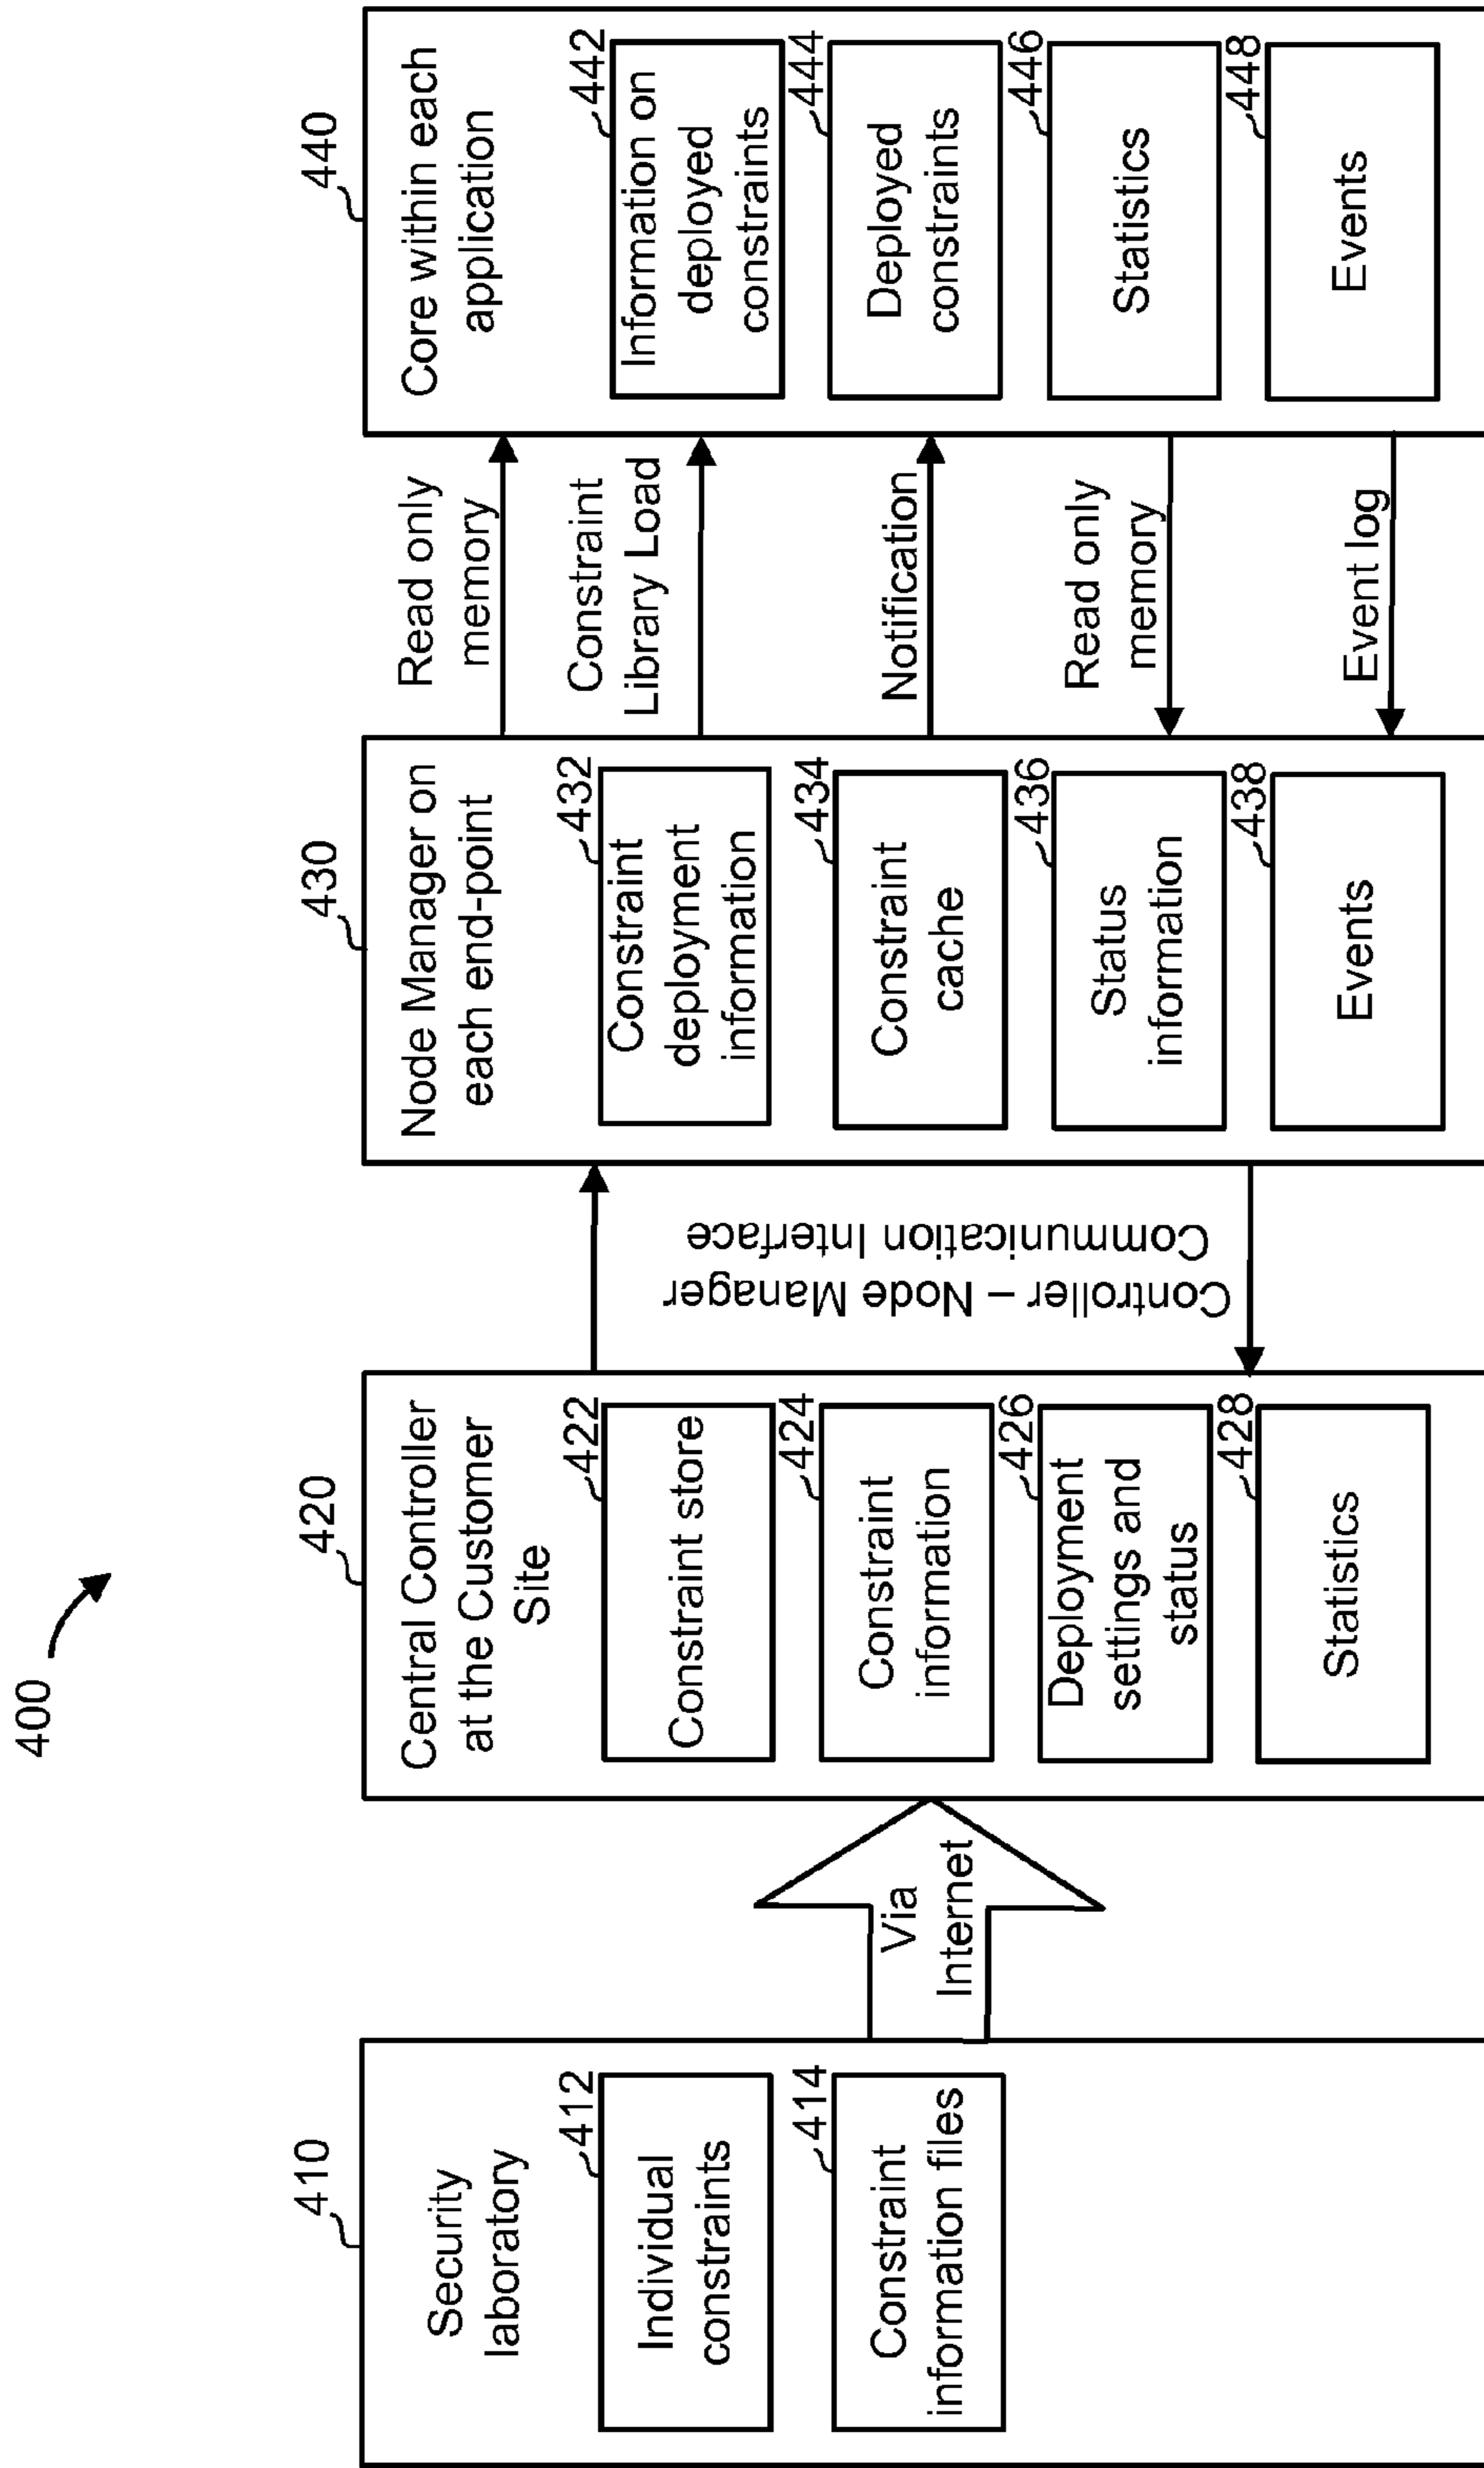 400
410
Security
laboratory
412
Individual
constraints
414
Constraint
information files
Via
Internet
420
Central Controller
at the Customer
Site
422
Constraint store
424
Constraint
information
426
Deployment
settings and
status
428
Statistics
Controller – Node Manager
Communication Interface
430
Node Manager on
each end-point
432
Constraint
deployment
information
434
Constraint
cache
436
Status
information
438
Events
Read only
memory
Constraint
Library Load
Notification
Read only
memory
Event log
440
Core within each
application
442
Information on
deployed
constraints
444
Deployed
constraints
446
Statistics
448
Events